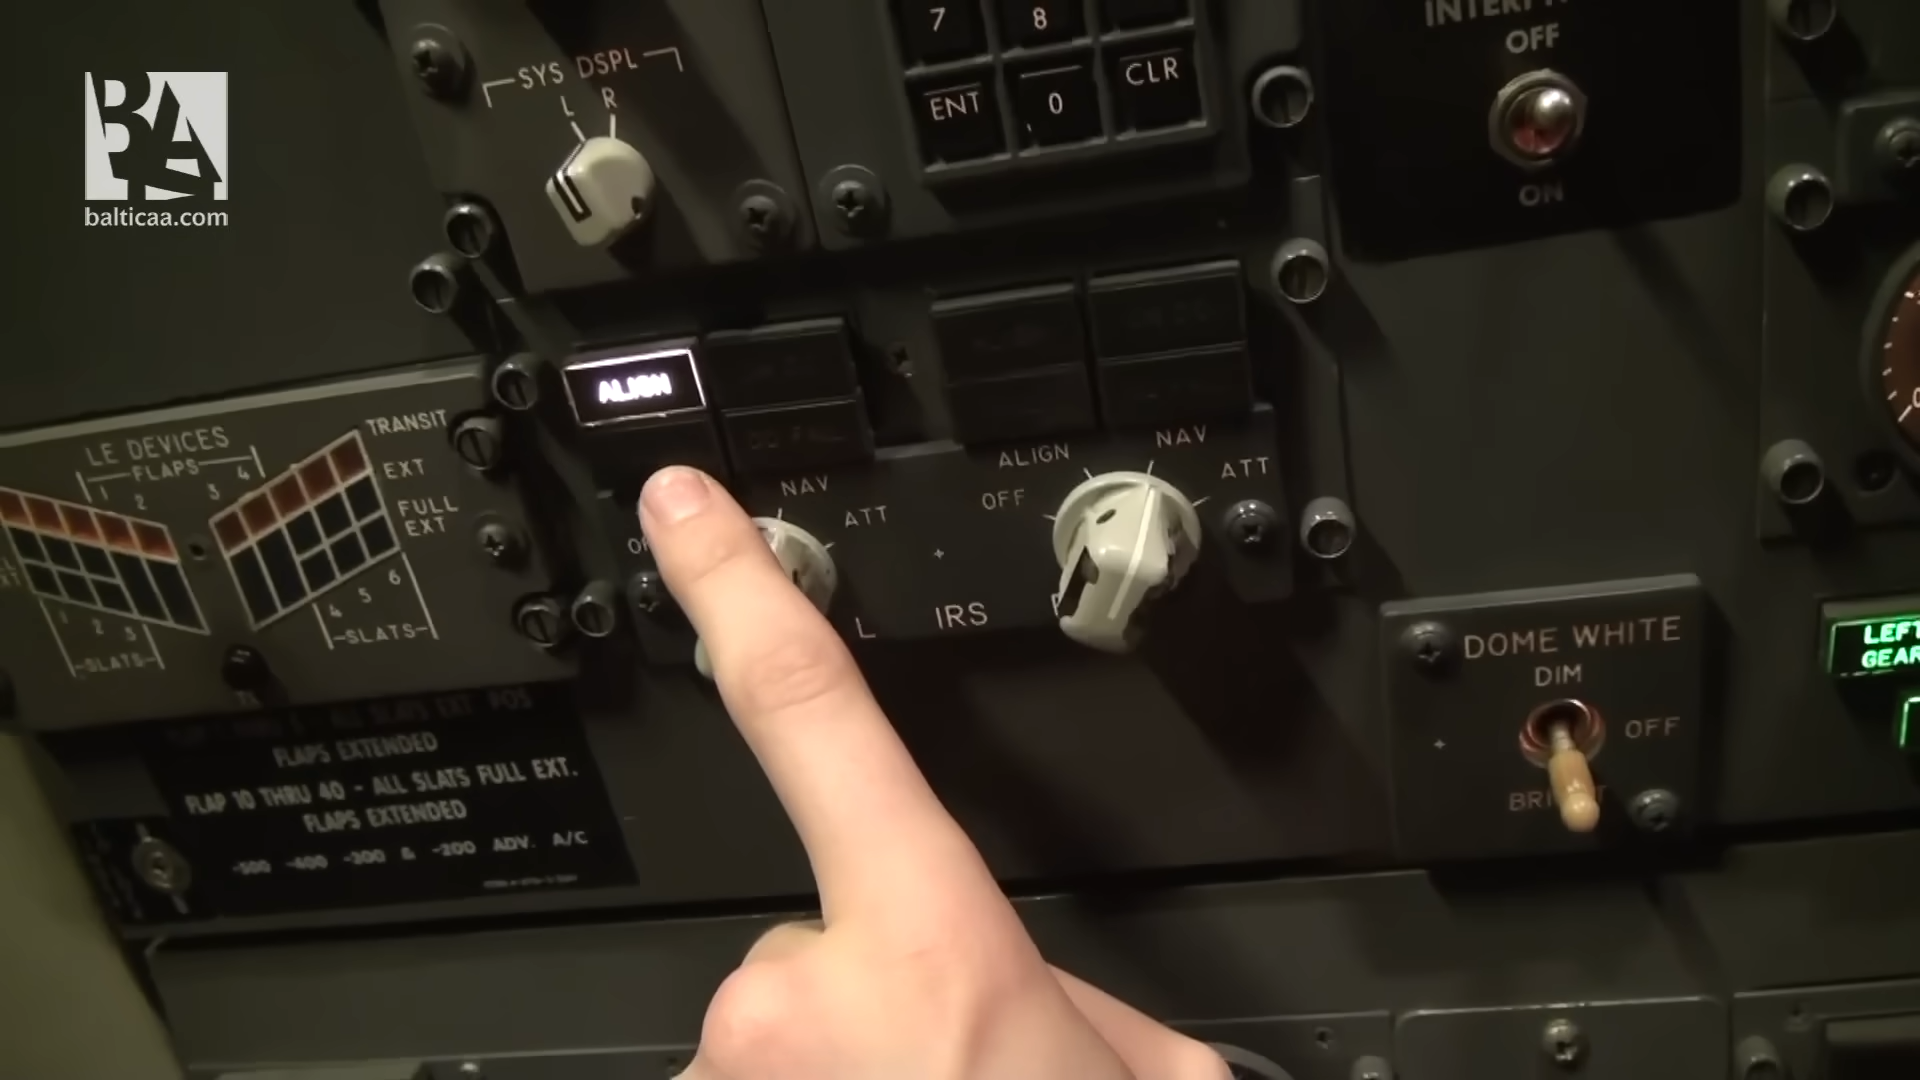 BAA
balticaa.com
SYS DSPL
L R
7 8
ENT 0 CLR
OFF
ON
ALIGN
LE DEVICES
FLAPS
1 2 3 4
TRANSIT
EXT
FULL
EXT
1 2 3
SLATS
4 5 6
SLATS
FLAPS EXTENDED
FLAP 10 THRU 40 - ALL SLATS FULL EXT.
FLAPS EXTENDED
-500 -400 -300 & -200 ADV. A/C
NAV
ATT
L IRS
OFF
ALIGN
NAV
ATT
DOME WHITE
DIM
OFF
LEFT
GEAR